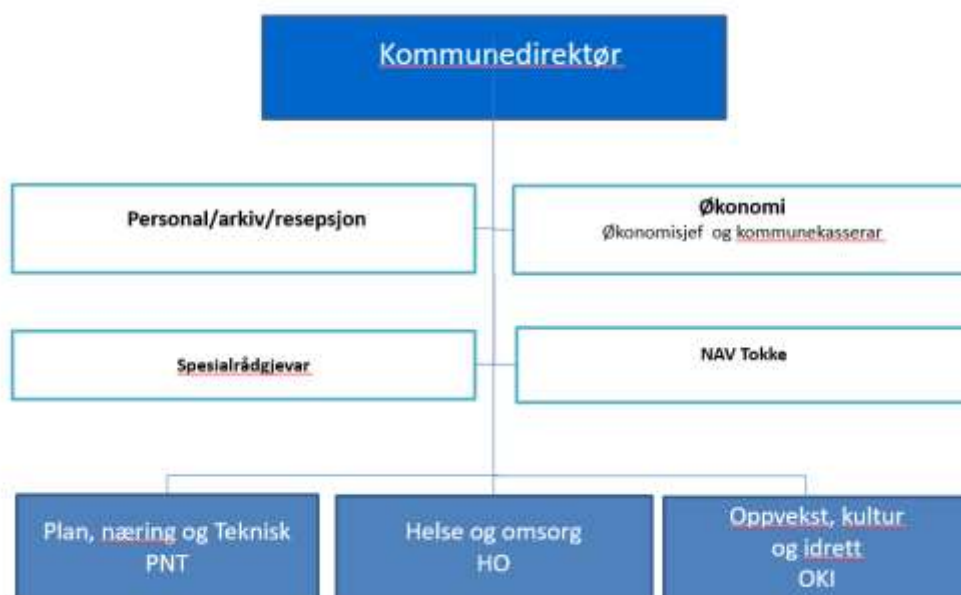 Kommunedirektør
Personal/arkiv/resepsjon
Økonomi
Økonomisjef og kommunekasserar
Spesialrådgjevar
NAV Tokke
Plan, næring og Teknisk
PNT
Helse og omsorg
HO
Oppvekst, kultur
og idrett
OKI